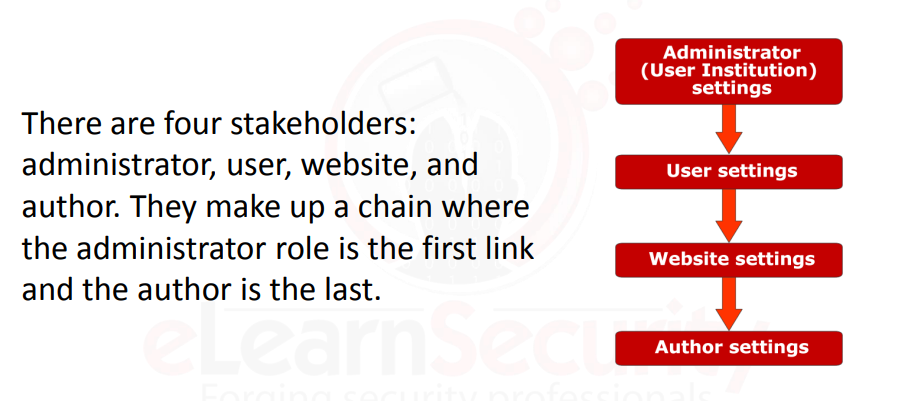 There are four stakeholders:
administrator, user, website, and
author. They make up a chain where
the administrator role is the first link
and the author is the last.
Administrator
(User Institution)
settings
User settings
Website settings
Author settings
eLearnSecurity
Forging security professionals